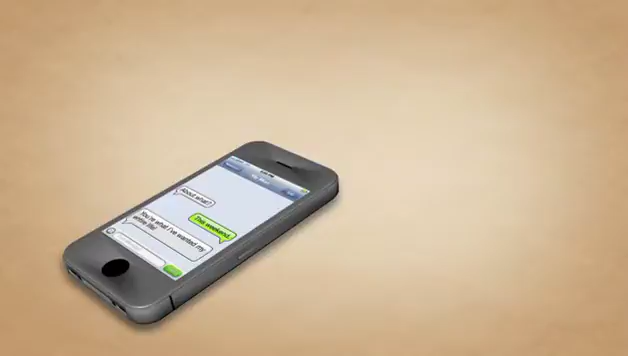 About what?
This weekend.
You're what I've wanted my
entire life!